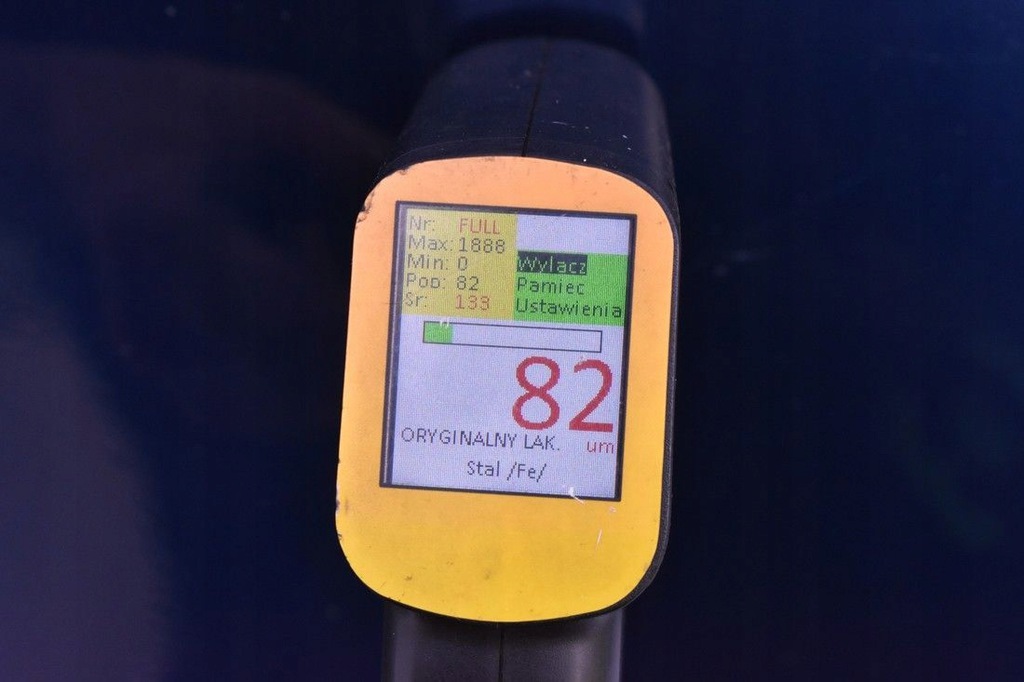 Nr: FULL
Max: 1888
Min: 0
Pop: 82
Sr: 133
Wylacz
Pamiec
Ustawienia
82
um
ORYGINALNY LAK.
Stal /Fe/